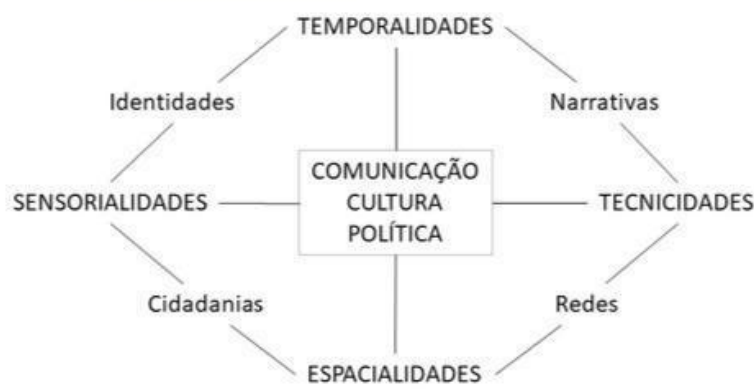 TEMPORALIDADES
Identidades
Narrativas
COMUNICAÇÃO
CULTURA
POLÍTICA
SENSORIALIDADES
TECNICIDADES
Cidadanias
Redes
ESPACIALIDADES